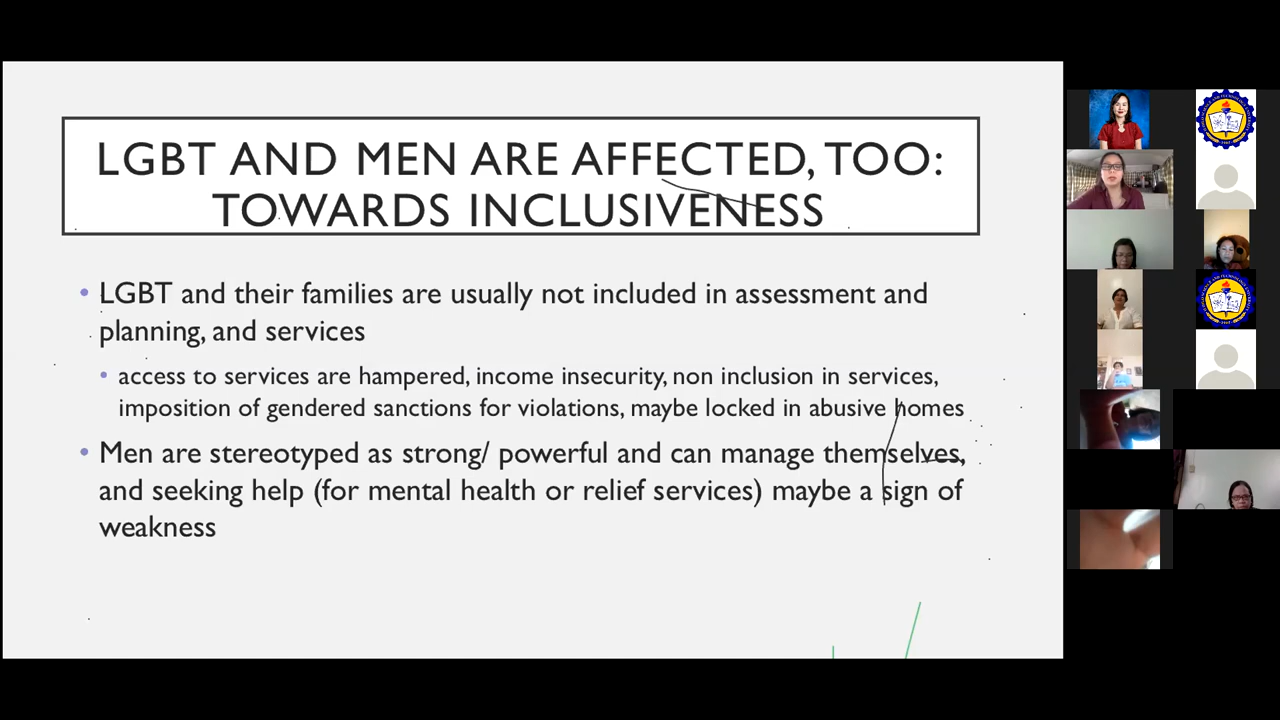 LGBT AND MEN ARE AFFECTED, TOO:
TOWARDS INCLUSIVENESS
• LGBT and their families are usually not included in assessment and
planning, and services
• access to services are hampered, income insecurity, non inclusion in services,
imposition of gendered sanctions for violations, maybe locked in abusive homes
• Men are stereotyped as strong/ powerful and can manage themselves,
and seeking help (for mental health or relief services) maybe a sign of
weakness